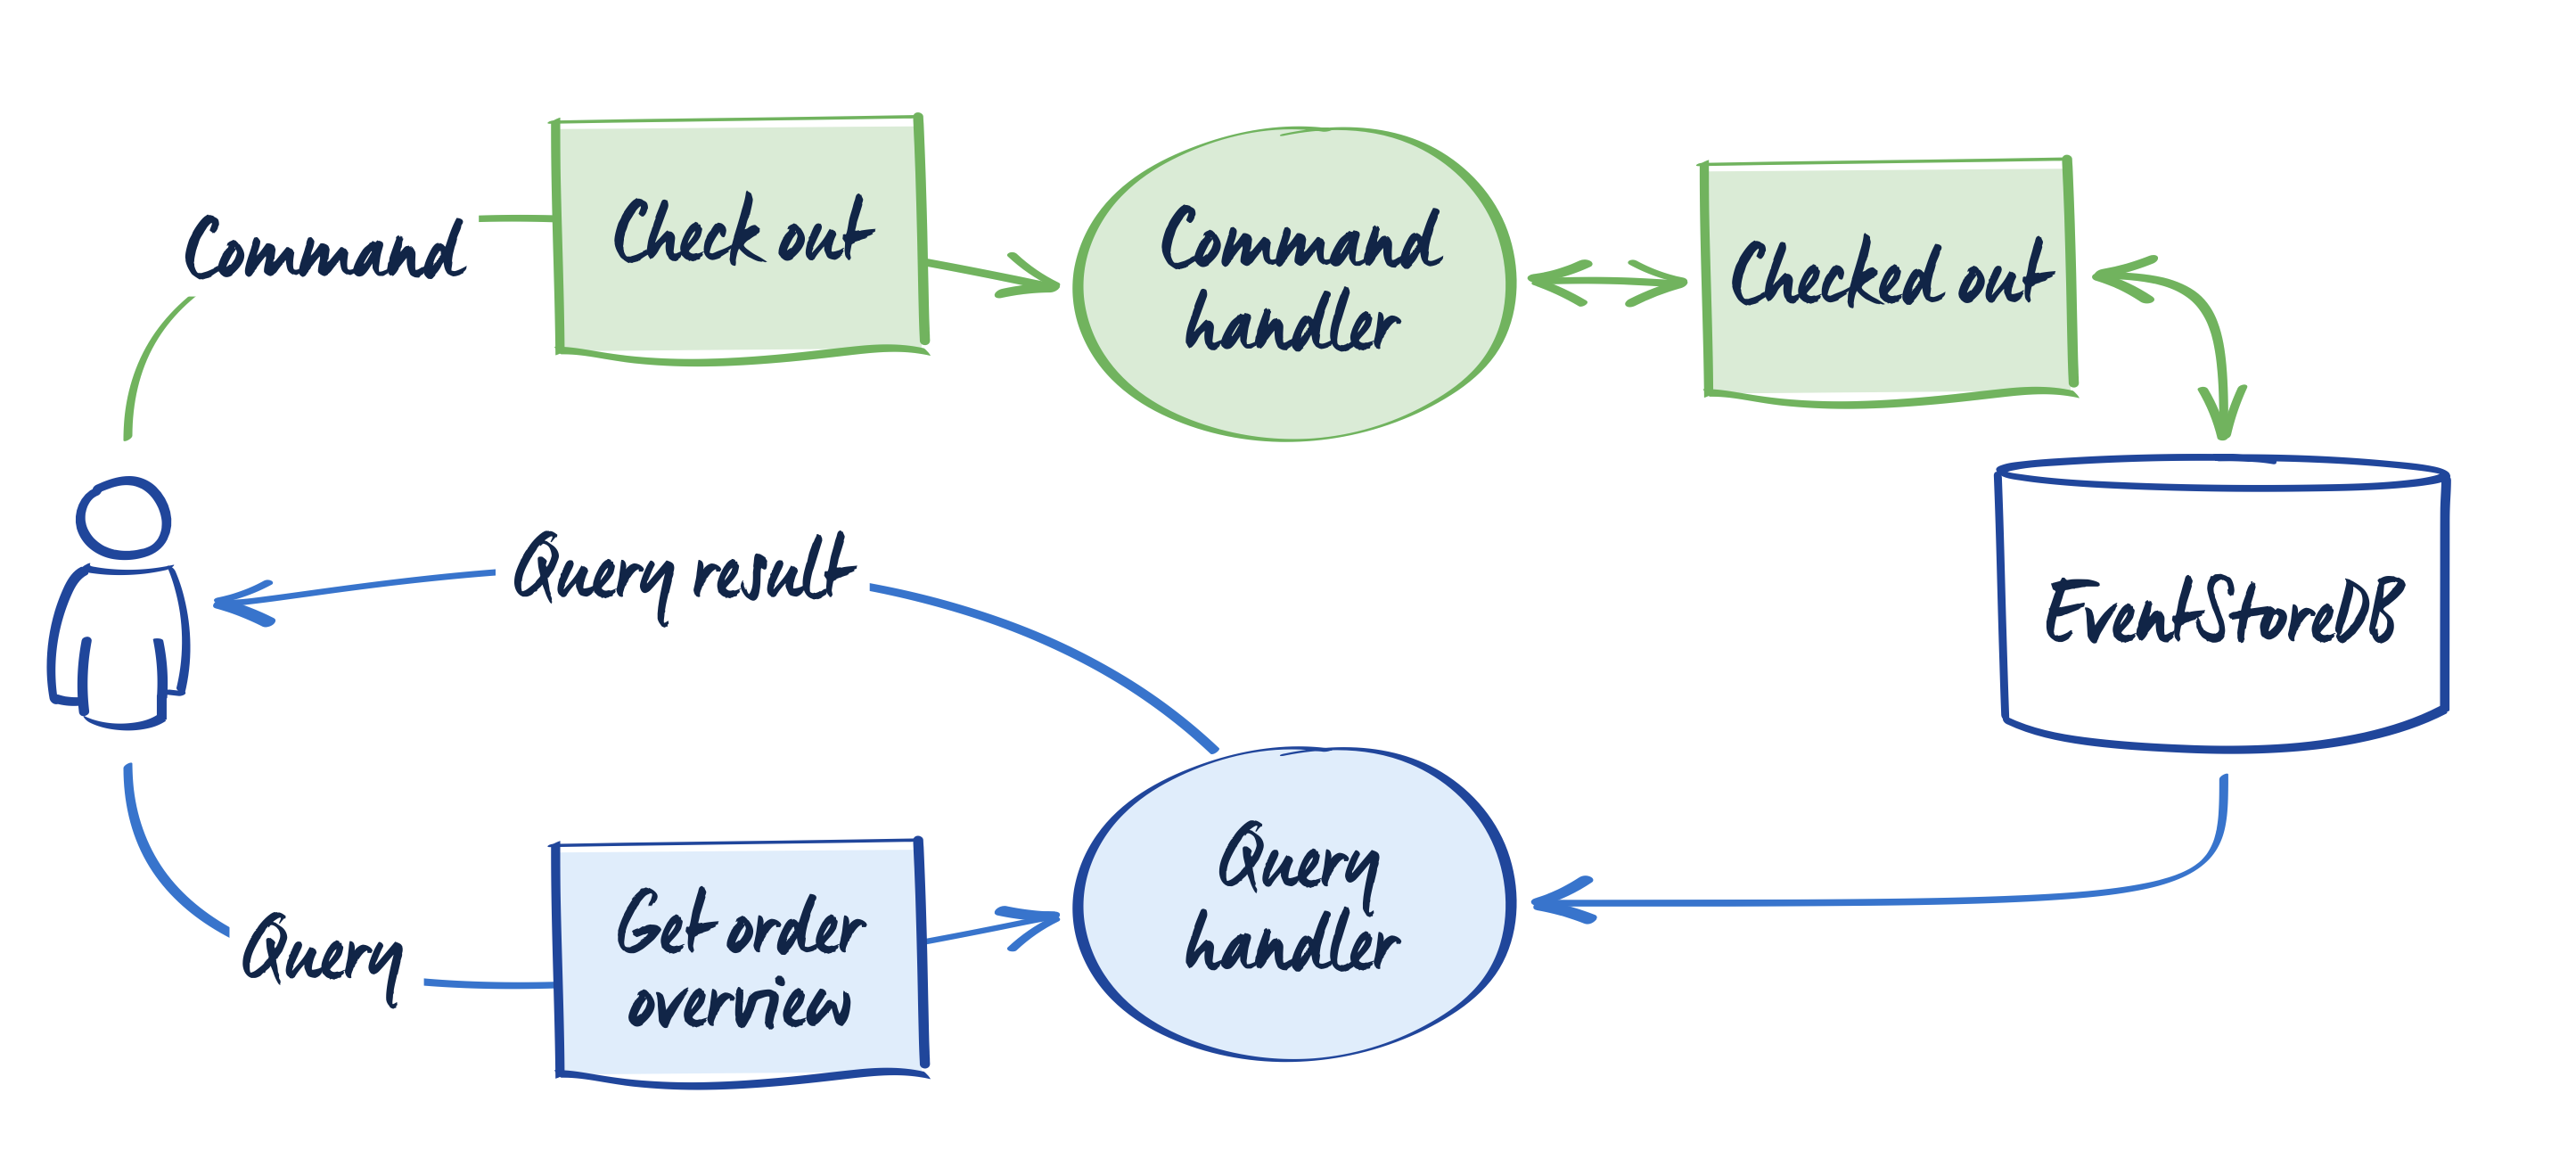 Command
Check out
Command
handler
Checked out
Query result
EventStoreDB
Query
Get order
overview
Query
handler